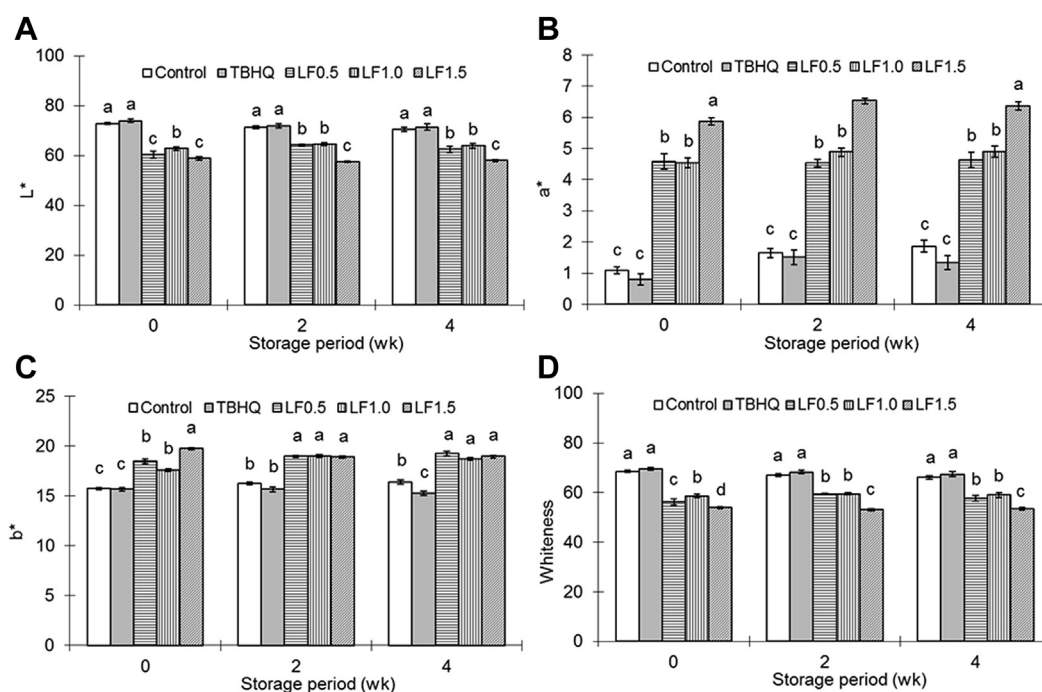 A
100
80
60
40
20
0
L*
Control TBHQ LF0.5 LF1.0 LF1.5
a a c b c
a a b b c
a a b b c
0 2 4
Storage period (wk)
B
8
7
6
5
4
3
2
1
0
a*
Control TBHQ LF0.5 LF1.0 LF1.5
c c b b a
c c b b
c c b b a
0 2 4
Storage period (wk)
C
25
20
15
10
5
0
b*
Control TBHQ LF0.5 LF1.0 LF1.5
c c b b a
b b a a a
b c a a a
0 2 4
Storage period (wk)
D
100
80
60
40
20
0
Whiteness
Control TBHQ LF0.5 LF1.0 LF1.5
a a c b d
a a b b c
a a b b c
0 2 4
Storage period (wk)